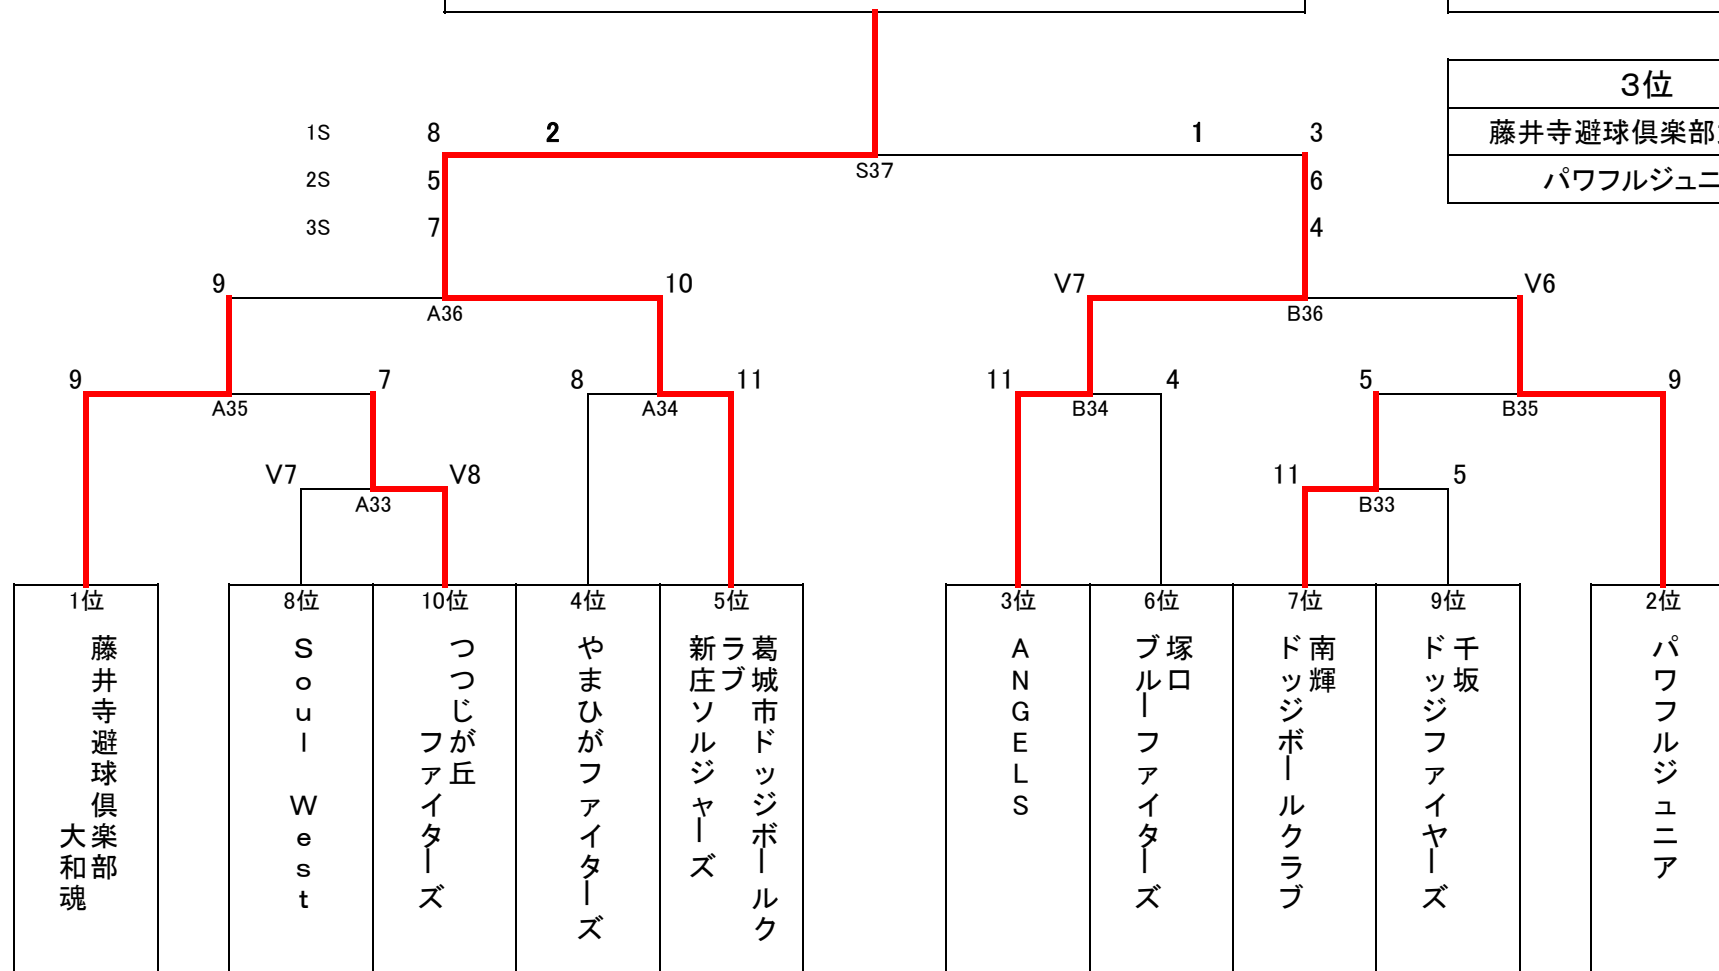 3位
藤井寺避球倶楽部
パワフルジュニ
1S 8 2 1 3
S37
2S 5 6
3S 7 4
9 10 V7 V6
A36 B36
9 7 8 11 11 4 5 9
A35 A34 B34 B35
V7 V8 11 5
A33 B33
1位 8位 10位 4位 5位 3位 6位 7位 9位 2位
藤井寺避球倶楽部
大和魂
Soul West
つつじが丘
ファイターズ
やまひがファイターズ
葛城市ドッジボールク
ラブ
新庄ソルジャーズ
ANGELS
塚口
ブルーファイターズ
南輝
ドッジボールクラブ
千坂
ドッジファイヤーズ
パワフルジュニア